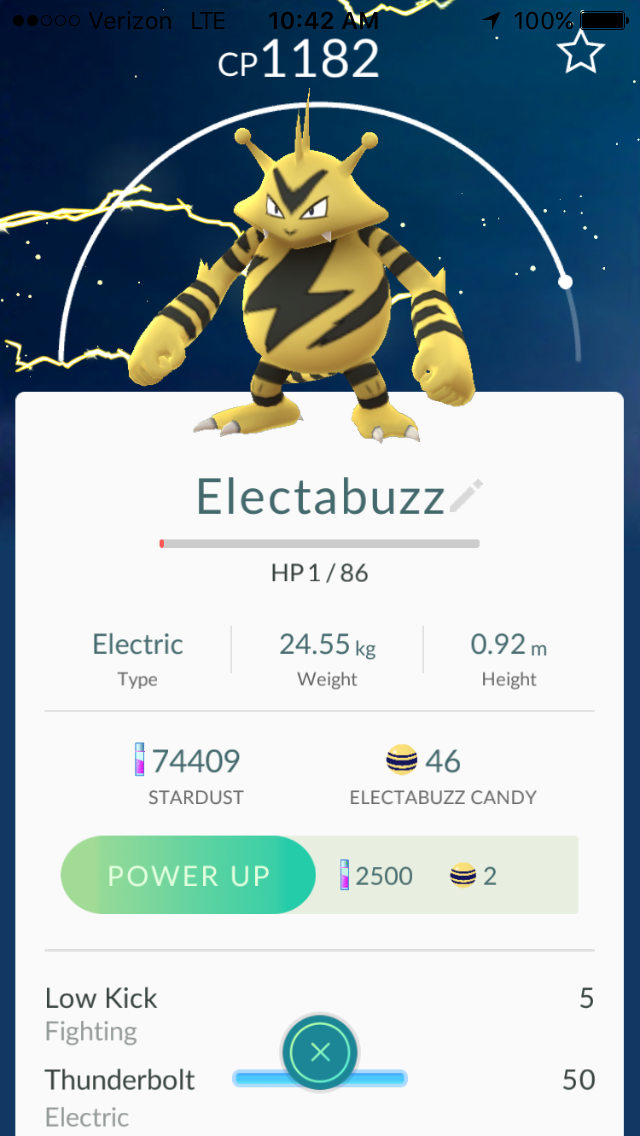 Verizon LTE 10:42 AM 100%
CP1182
Electabuzz
HP 1 / 86
Electric 24.55 kg 0.92 m
Type Weight Height
74409 46
STARDUST ELECTABUZZ CANDY
POWER UP 2500 2
Low Kick 5
Fighting
Thunderbolt 50
Electric